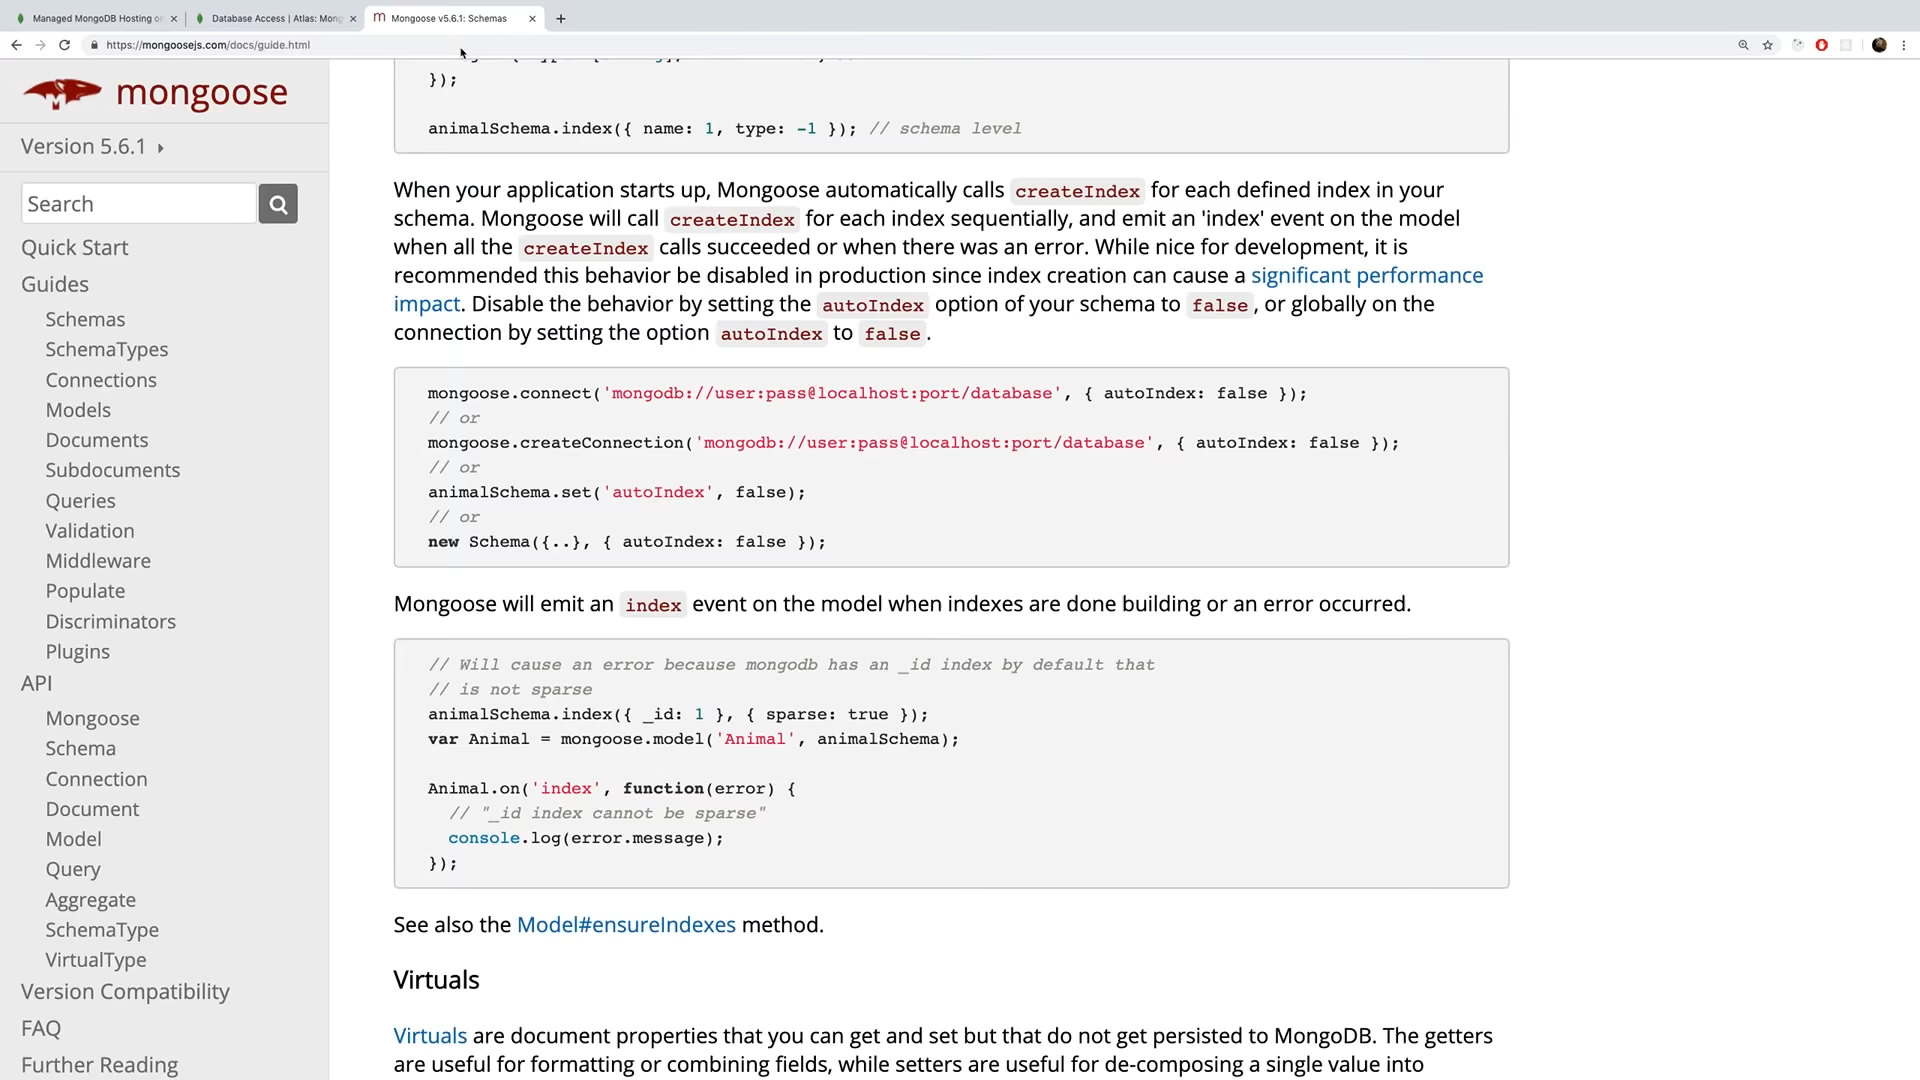 Managed MongoDB Hosting on
Database Access | Atlas: Mong
Mongoose v5.6.1: Schemas
https://mongoosejs.com/docs/guide.html
mongoose
Version 5.6.1
Search
Quick Start
Guides
Schemas
SchemaTypes
Connections
Models
Documents
Subdocuments
Queries
Validation
Middleware
Populate
Discriminators
Plugins
API
Mongoose
Schema
Connection
Document
Model
Query
Aggregate
SchemaType
VirtualType
Version Compatibility
FAQ
Further Reading
});
animalSchema.index({ name: 1, type: -1 }); // schema level
When your application starts up, Mongoose automatically calls createIndex for each defined index in your
schema. Mongoose will call createIndex for each index sequentially, and emit an 'index' event on the model
when all the createIndex calls succeeded or when there was an error. While nice for development, it is
recommended this behavior be disabled in production since index creation can cause a significant performance
impact. Disable the behavior by setting the autoIndex option of your schema to false, or globally on the
connection by setting the option autoIndex to false.
mongoose.connect('mongodb://user:pass@localhost:port/database', { autoIndex: false });
// or
mongoose.createConnection('mongodb://user:pass@localhost:port/database', { autoIndex: false });
// or
animalSchema.set('autoIndex', false);
// or
new Schema({..}, { autoIndex: false });
Mongoose will emit an index event on the model when indexes are done building or an error occurred.
// Will cause an error because mongodb has an _id index by default that
// is not sparse
animalSchema.index({ _id: 1 }, { sparse: true });
var Animal = mongoose.model('Animal', animalSchema);
Animal.on('index', function(error) {
// "_id index cannot be sparse"
console.log(error.message);
});
See also the Model#ensureIndexes method.
Virtuals
Virtuals are document properties that you can get and set but that do not get persisted to MongoDB. The getters
are useful for formatting or combining fields, while setters are useful for de-composing a single value into